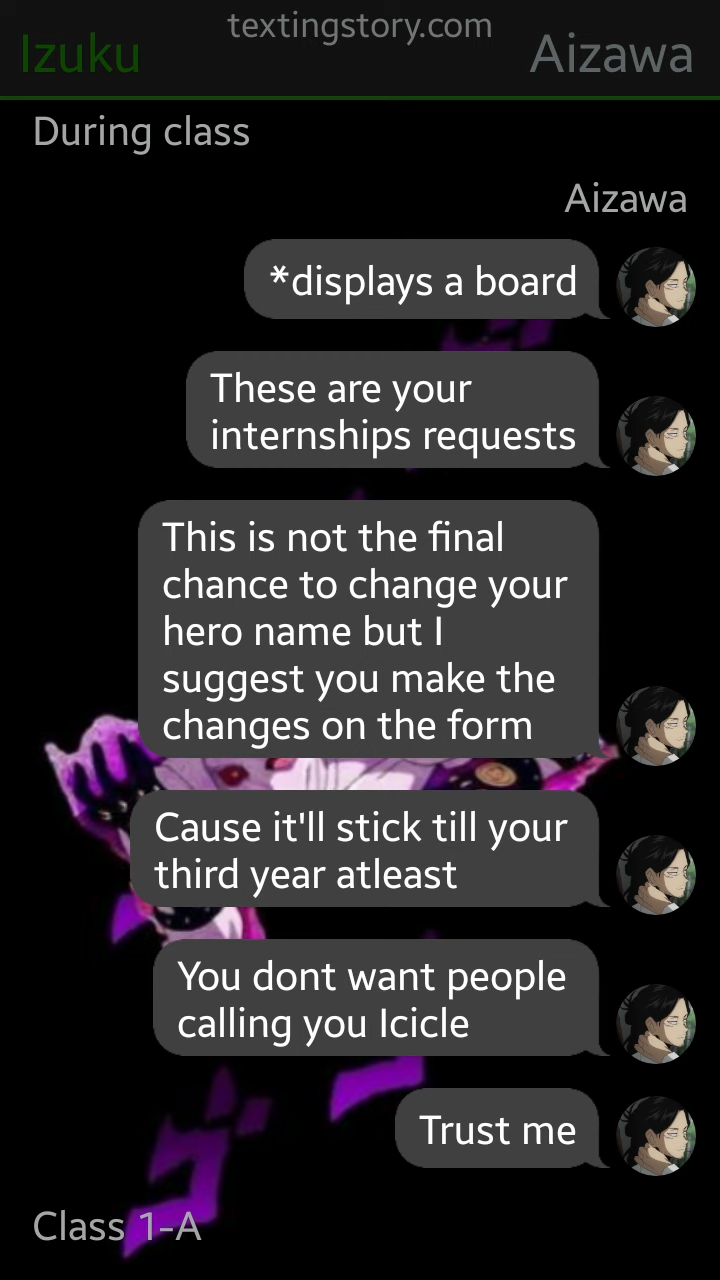 textingstory.com
Izuku
Aizawa
During class
Aizawa
*displays a board
These are your
internships requests
This is not the final
chance to change your
hero name but I
suggest you make the
changes on the form
Cause it'll stick till your
third year atleast
You dont want people
calling you Icicle
Trust me
ゴ
Class 1-A